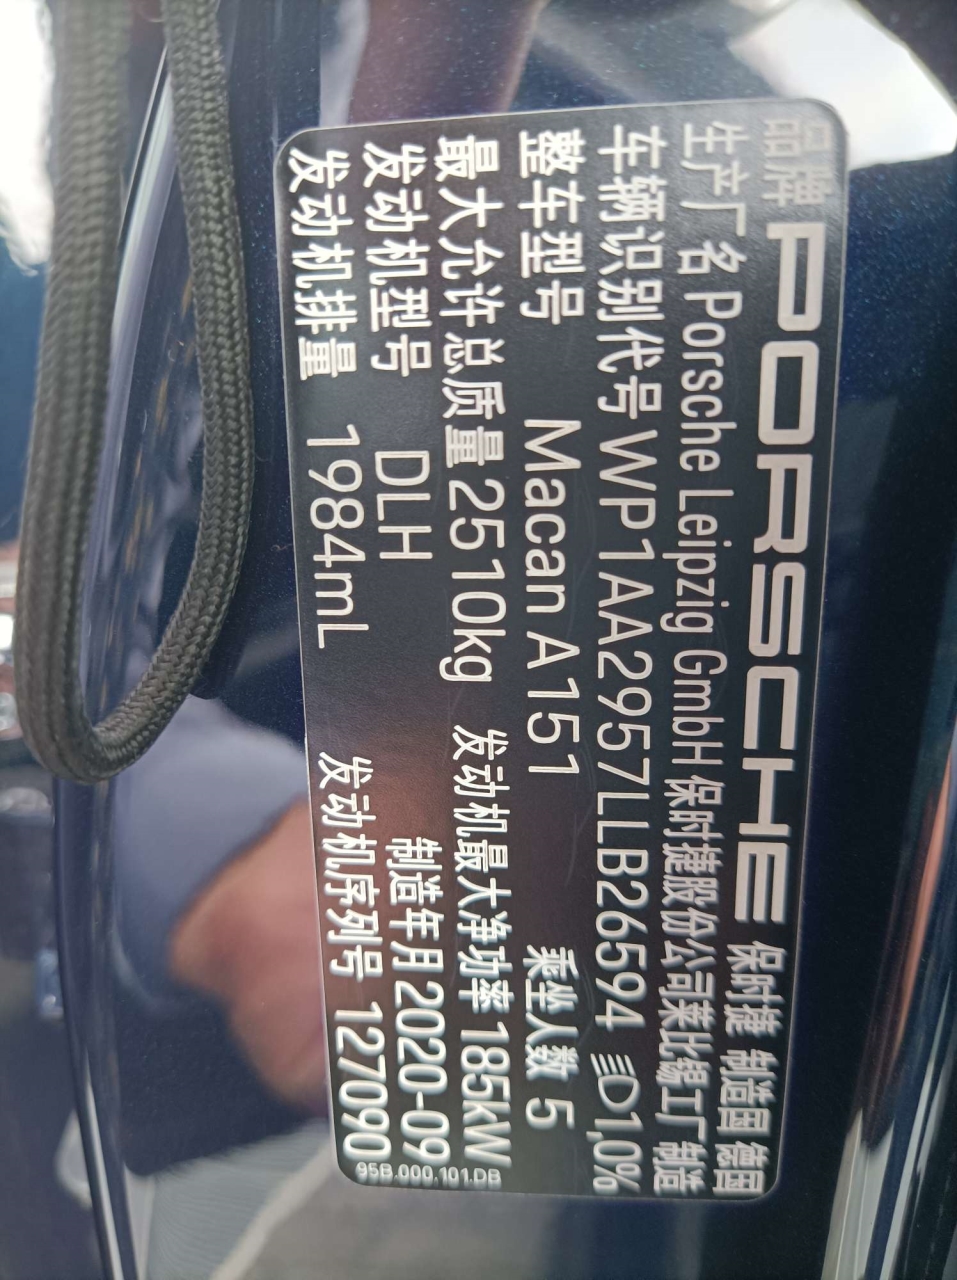 品牌 PORSCHE 保时捷 制造国 德国
生产厂名 Porsche Leipzig GmbH 保时捷股份公司莱比锡工厂 制造
车辆识别代号 WP1AA2957LLB26594 1,0%
整车型号 Macan A151 乘坐人数 5
最大允许总质量 2510kg 发动机最大净功率 185kW
发动机型号 DLH 制造年月 2020-09
发动机排量 1984mL 发动机序列号 127090
95B.000.101.DB